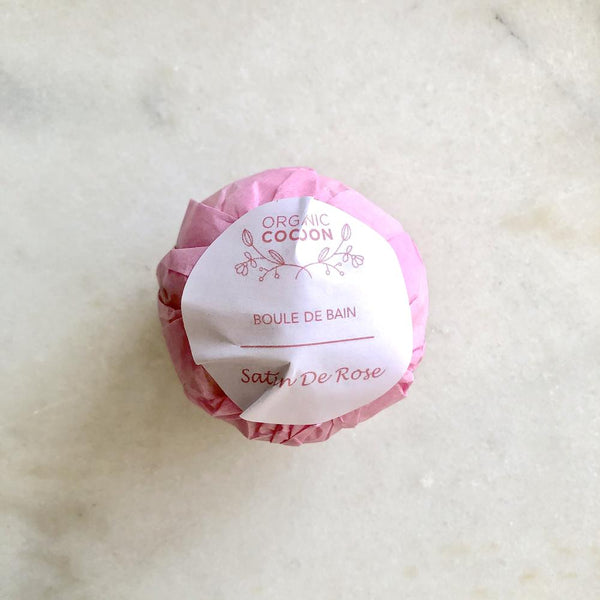 ORGANIC
COCOON
BOULE DE BAIN
Satin De Rose